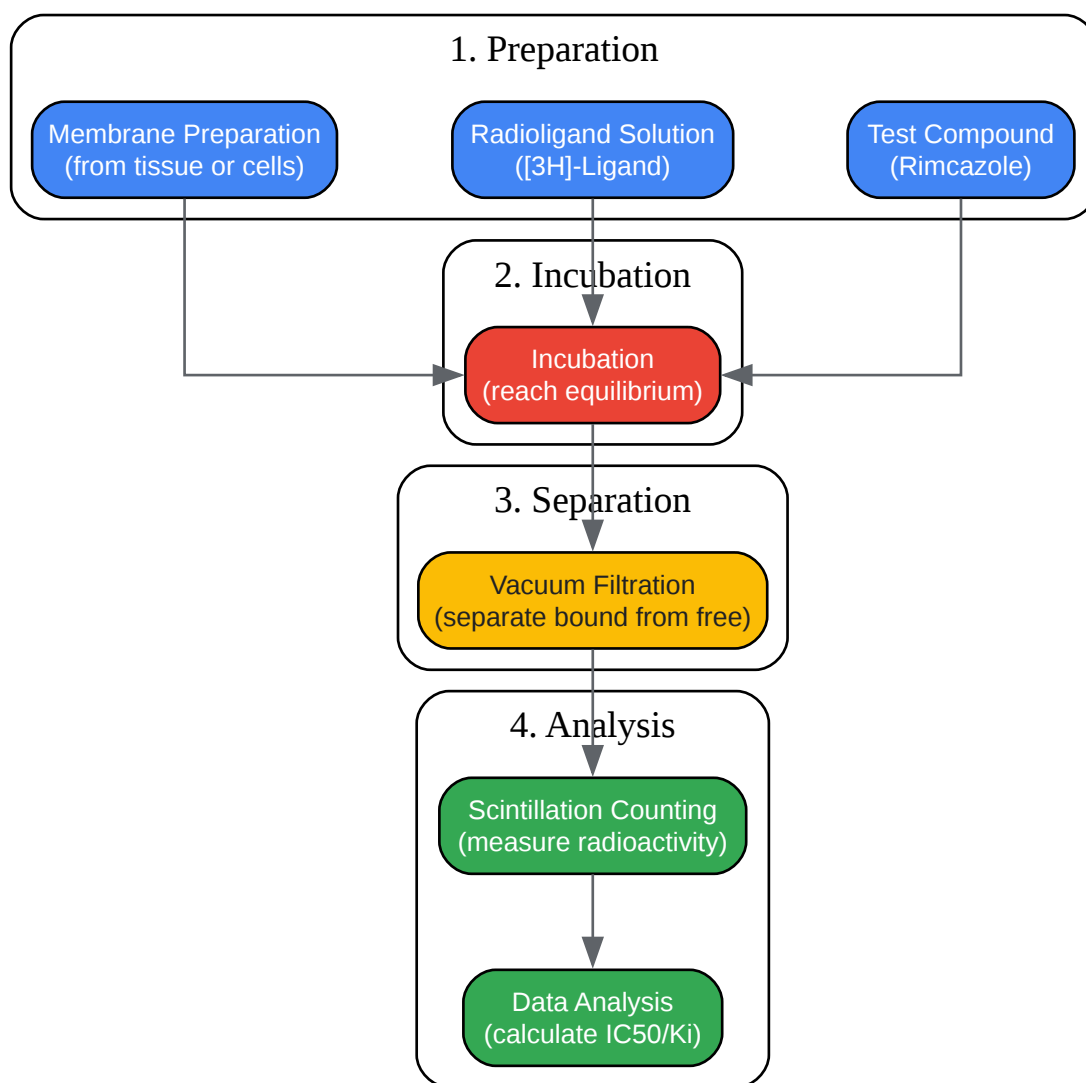 1. Preparation
Membrane Preparation
(from tissue or cells)
Radioligand Solution
([3H]-Ligand)
Test Compound
(Rimcazole)
2. Incubation
Incubation
(reach equilibrium)
3. Separation
Vacuum Filtration
(separate bound from free)
4. Analysis
Scintillation Counting
(measure radioactivity)
Data Analysis
(calculate IC50/Ki)